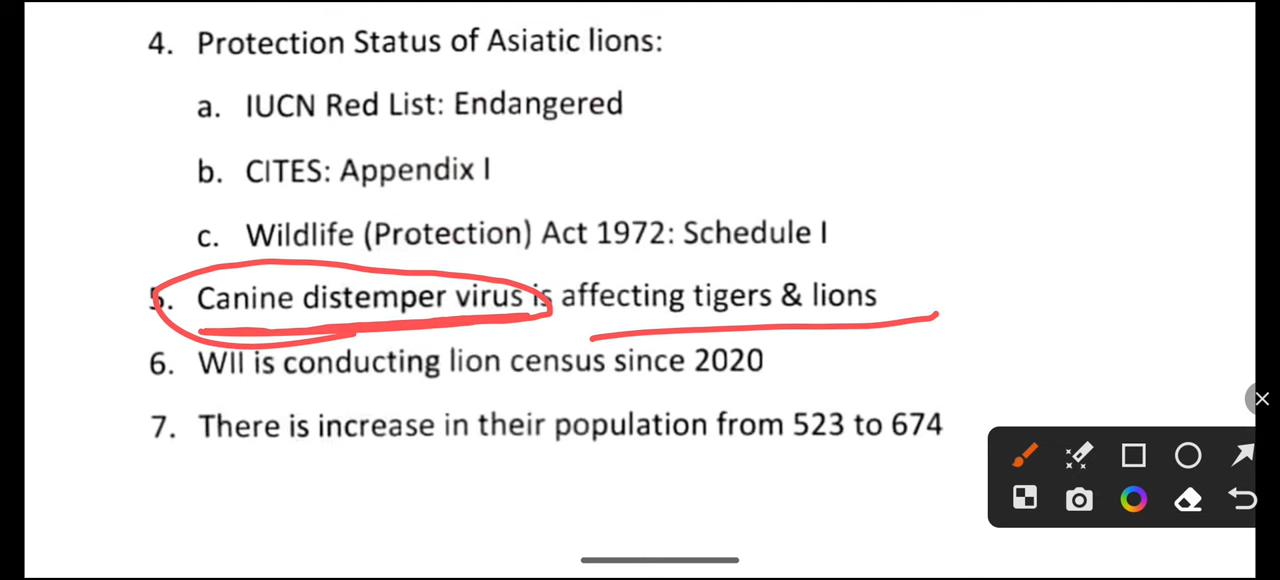 4. Protection Status of Asiatic lions:
a. IUCN Red List: Endangered
b. CITES: Appendix I
c. Wildlife (Protection) Act 1972: Schedule I
5. Canine distemper virus is affecting tigers & lions
6. WII is conducting lion census since 2020
7. There is increase in their population from 523 to 674